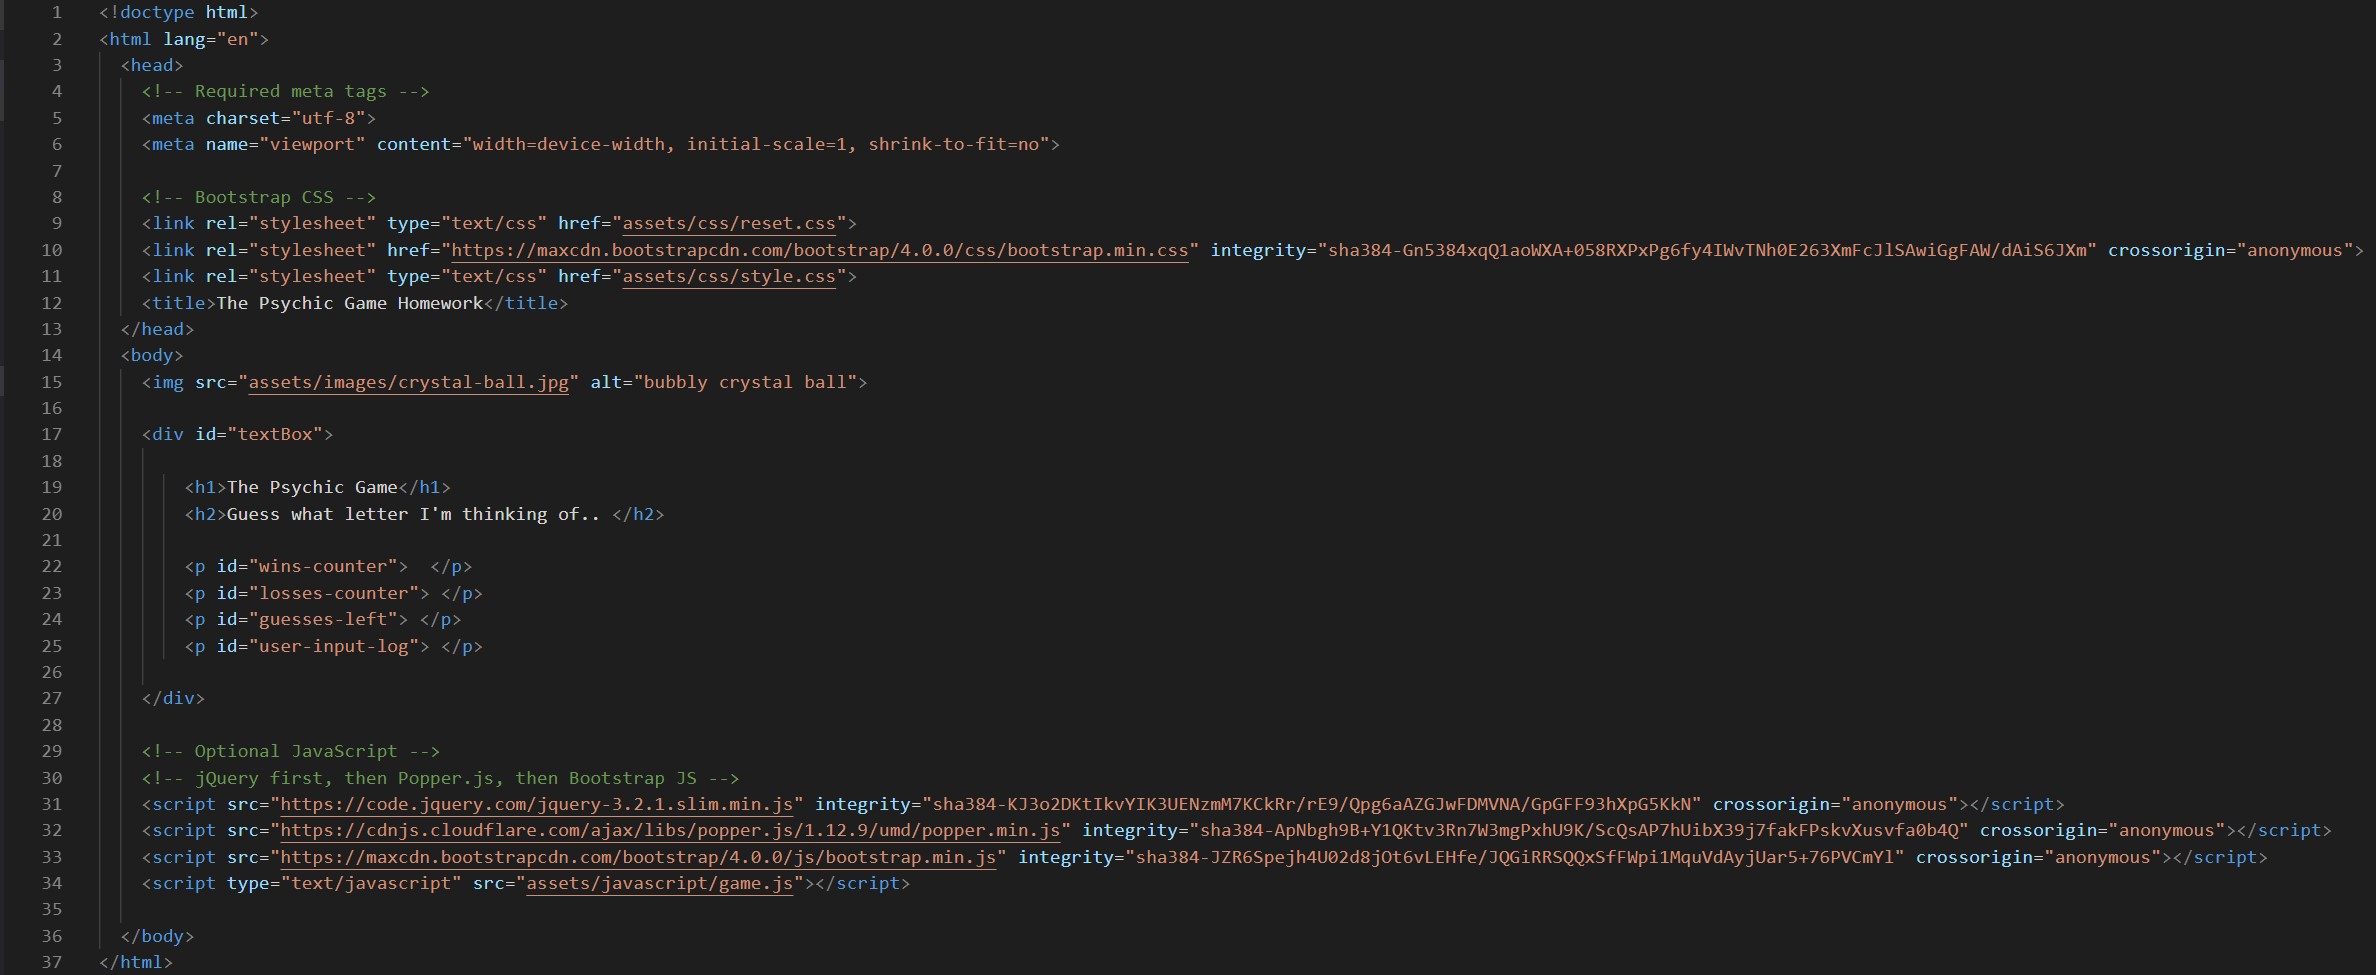 1 <!doctype html>
2 <html lang="en">
3 <head>
4 <!-- Required meta tags -->
5 <meta charset="utf-8">
6 <meta name="viewport" content="width=device-width, initial-scale=1, shrink-to-fit=no">
7
8 <!-- Bootstrap CSS -->
9 <link rel="stylesheet" type="text/css" href="assets/css/reset.css">
10 <link rel="stylesheet" href="https://maxcdn.bootstrapcdn.com/bootstrap/4.0.0/css/bootstrap.min.css" integrity="sha384-Gn5384xqQ1aoWXA+058RXPxPg6fy4IWvTNh0E263XmFcJlSAwiGgFAW/dAiS6JXm" crossorigin="anonymous">
11 <link rel="stylesheet" type="text/css" href="assets/css/style.css">
12 <title>The Psychic Game Homework</title>
13 </head>
14 <body>
15 <img src="assets/images/crystal-ball.jpg" alt="bubbly crystal ball">
16
17 <div id="textBox">
18
19 <h1>The Psychic Game</h1>
20 <h2>Guess what letter I'm thinking of.. </h2>
21
22 <p id="wins-counter">  </p>
23 <p id="losses-counter"> </p>
24 <p id="guesses-left"> </p>
25 <p id="user-input-log"> </p>
26
27 </div>
28
29 <!-- Optional JavaScript -->
30 <!-- jQuery first, then Popper.js, then Bootstrap JS -->
31 <script src="https://code.jquery.com/jquery-3.2.1.slim.min.js" integrity="sha384-KJ3o2DKtIkvYIK3UENzmM7KCkRr/rE9/Qpg6aAZGJwFDMVNA/GpGFF93hXpG5KkN" crossorigin="anonymous"></script>
32 <script src="https://cdnjs.cloudflare.com/ajax/libs/popper.js/1.12.9/umd/popper.min.js" integrity="sha384-ApNbgh9B+Y1QKtv3Rn7W3mgPxhU9K/ScQsAP7hUibX39j7fakFPskvXusvfa0b4Q" crossorigin="anonymous"></script>
33 <script src="https://maxcdn.bootstrapcdn.com/bootstrap/4.0.0/js/bootstrap.min.js" integrity="sha384-JZR6Spejh4U02d8jOt6vLEHfe/JQGiRRSQQxSfFWpi1MquVdAyjUar5+76PVCmYl" crossorigin="anonymous"></script>
34 <script type="text/javascript" src="assets/javascript/game.js"></script>
35
36 </body>
37 </html>